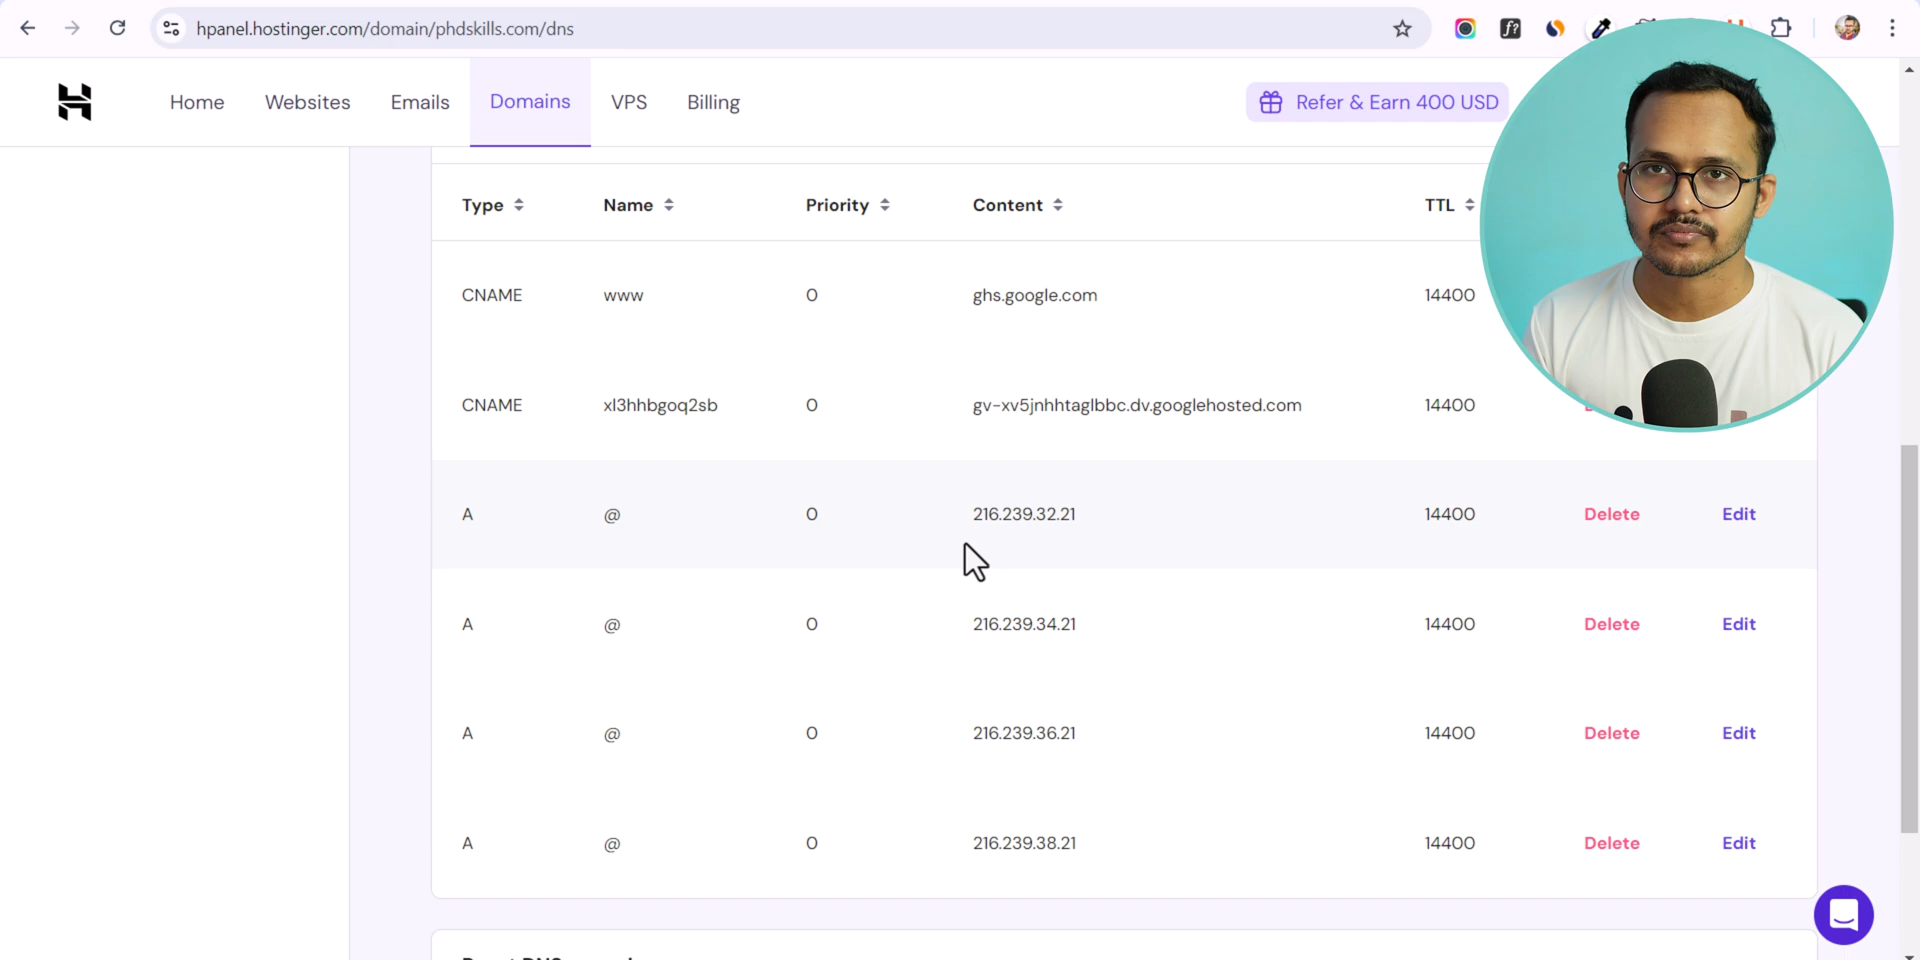 hpanel.hostinger.com/domain/phdskills.com/dns
Home Websites Emails Domains VPS Billing Refer & Earn 400 USD
Type Name Priority Content TTL
CNAME www 0 ghs.google.com 14400
CNAME xl3hhbgoq2sb 0 gv-xv5jnhhtaglbbc.dv.googlehosted.com 14400
A @ 0 216.239.32.21 14400 Delete Edit
A @ 0 216.239.34.21 14400 Delete Edit
A @ 0 216.239.36.21 14400 Delete Edit
A @ 0 216.239.38.21 14400 Delete Edit